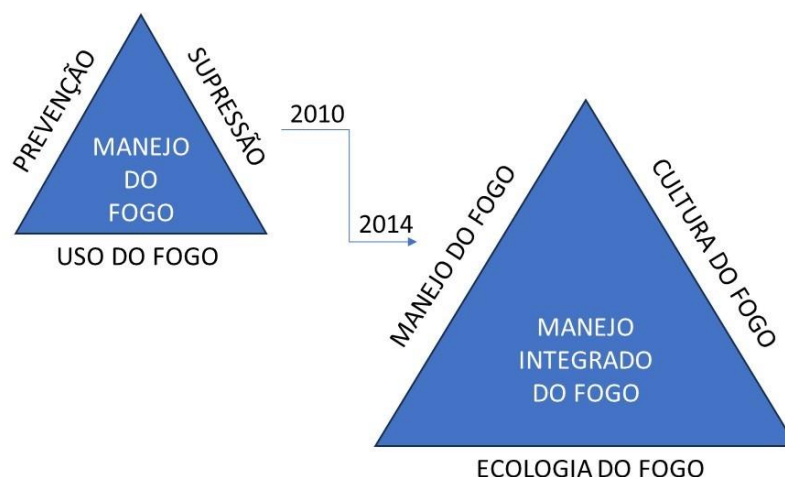 PREVENÇÃO
SUPRESSÃO
MANEJO
DO
FOGO
USO DO FOGO
2010
2014
MANEJO DO FOGO
CULTURA DO FOGO
MANEJO
INTEGRADO
DO FOGO
ECOLOGIA DO FOGO